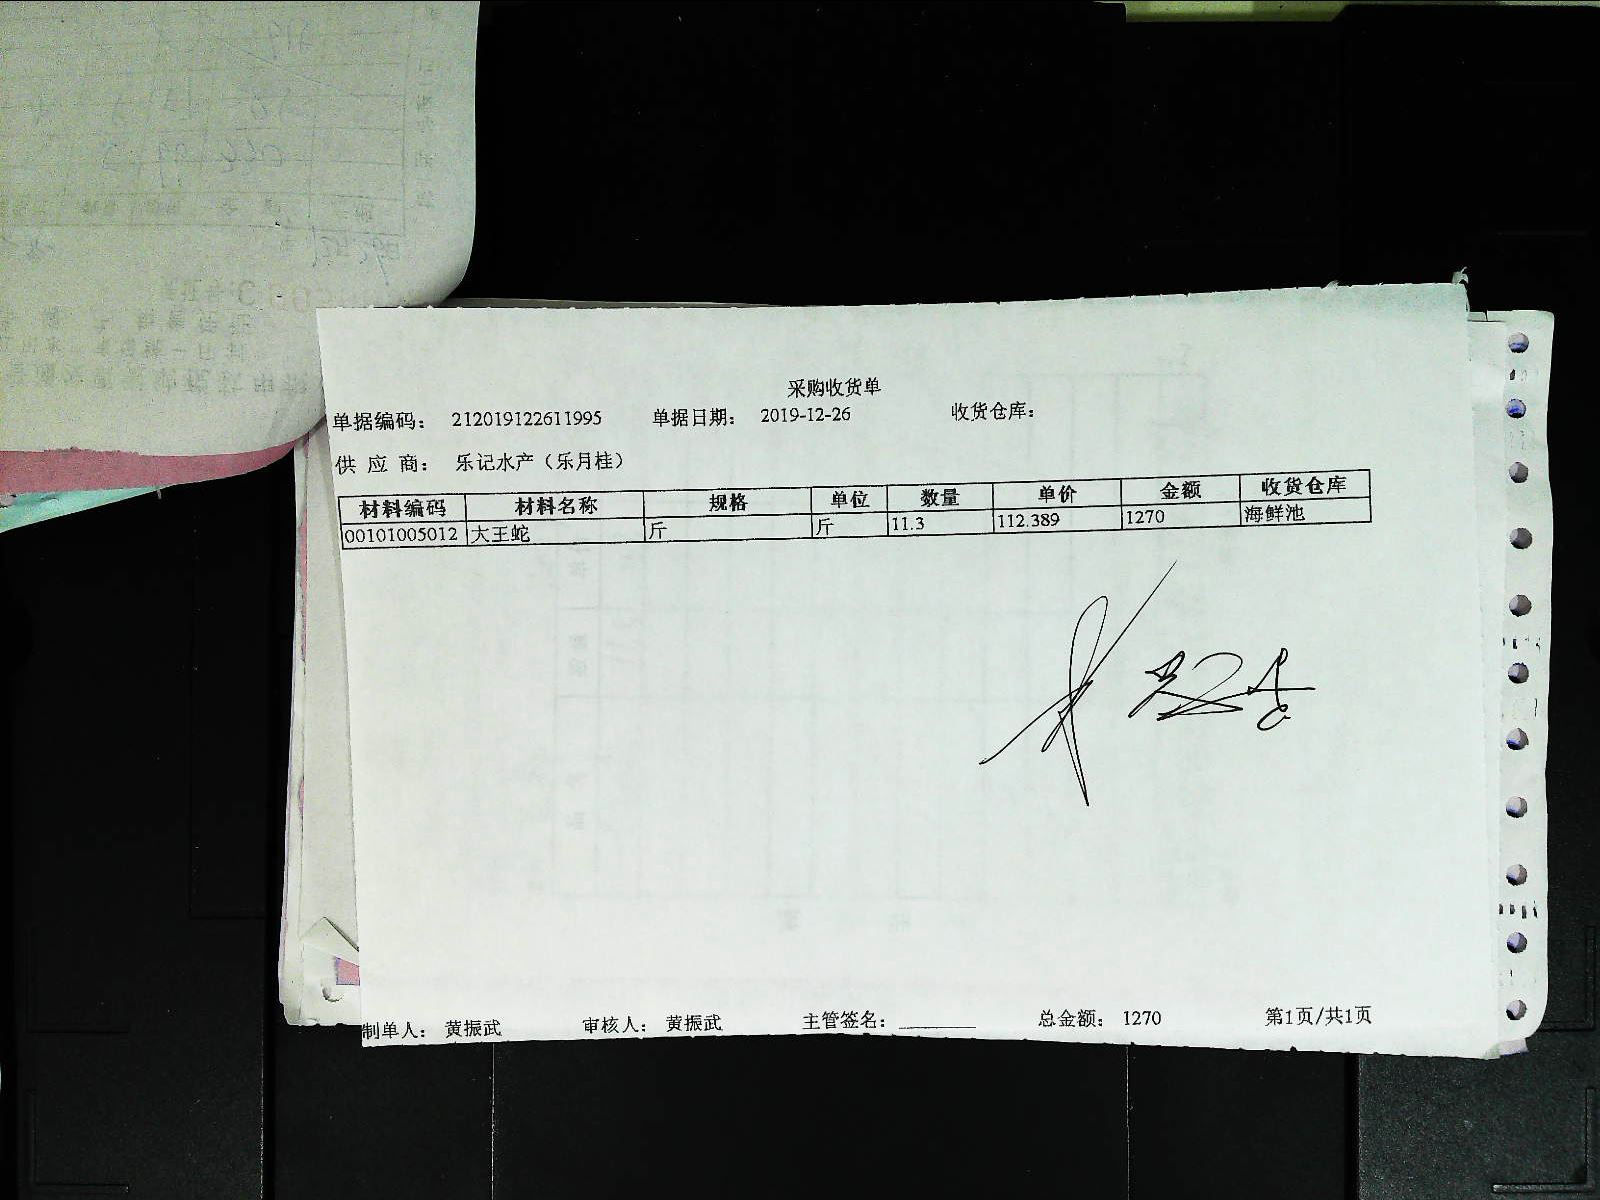 采购收货单
单据编码： 212019122611995 单据日期： 2019-12-26 收货仓库：
供 应 商： 乐记水产（乐月桂）
材料编码 材料名称 规格 单位 数量 单价 金额 收货仓库
00101005012 大王蛇 斤 斤 11.3 112.389 1270 海鲜池
制单人： 黄振武 审核人： 黄振武 主管签名： 总金额： 1270 第1页/共1页